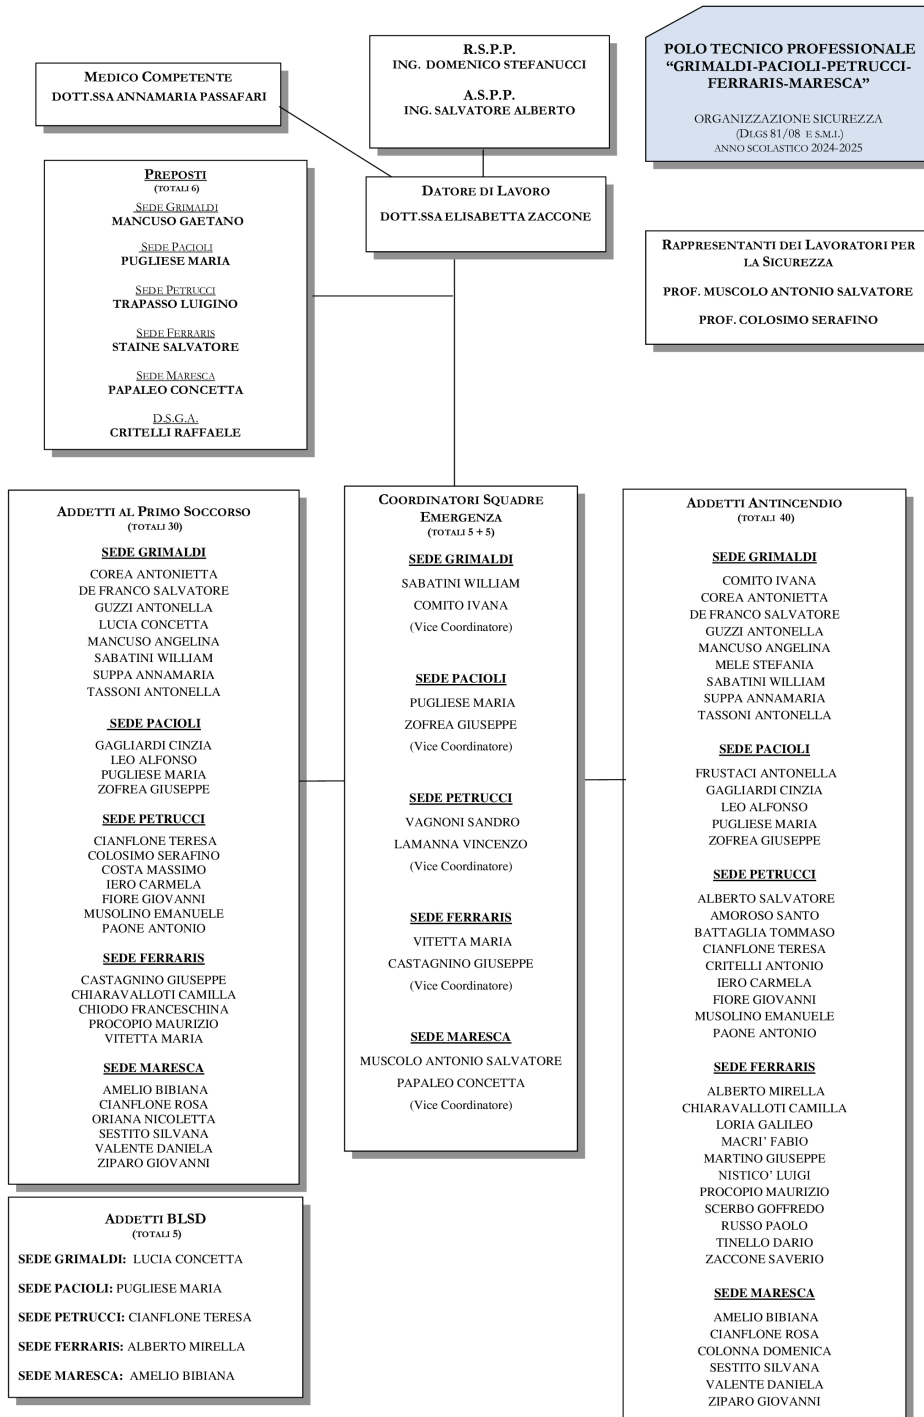 MEDICO COMPETENTE
DOTT.SSA ANNAMARIA PASSAFARI
R.S.P.P.
ING. DOMENICO STEFANUCCI
A.S.P.P.
ING. SALVATORE ALBERTO
POLO TECNICO PROFESSIONALE
“GRIMALDI-PACIOLI-PETRUCCI-
FERRARIS-MARESCA”
ORGANIZZAZIONE SICUREZZA
(DLGS 81/08 E S.M.I.)
ANNO SCOLASTICO 2024-2025
PREPOSTI
(TOTALI 6)
SEDE GRIMALDI
MANCUSO GAETANO
SEDE PACIOLI
PUGLIESE MARIA
SEDE PETRUCCI
TRAPASSO LUIGINO
SEDE FERRARIS
STAINE SALVATORE
SEDE MARESCA
PAPALEO CONCETTA
D.S.G.A.
CRITELLI RAFFAELE
DATORE DI LAVORO
DOTT.SSA ELISABETTA ZACCONE
RAPPRESENTANTI DEI LAVORATORI PER
LA SICUREZZA
PROF. MUSCOLO ANTONIO SALVATORE
PROF. COLOSIMO SERAFINO
ADDETTI AL PRIMO SOCCORSO
(TOTALI 30)
SEDE GRIMALDI
COREA ANTONIETTA
DE FRANCO SALVATORE
GUZZI ANTONELLA
LUCIA CONCETTA
MANCUSO ANGELINA
SABATINI WILLIAM
SUPPA ANNAMARIA
TASSONI ANTONELLA
SEDE PACIOLI
GAGLIARDI CINZIA
LEO ALFONSO
PUGLIESE MARIA
ZOFREA GIUSEPPE
SEDE PETRUCCI
CIANFLONE TERESA
COLOSIMO SERAFINO
COSTA MASSIMO
IERO CARMELA
FIORE GIOVANNI
MUSOLINO EMANUELE
PAONE ANTONIO
SEDE FERRARIS
CASTAGNINO GIUSEPPE
CHIARAVALLOTI CAMILLA
CHIODO FRANCESCHINA
PROCOPIO MAURIZIO
VITETTA MARIA
SEDE MARESCA
AMELIO BIBIANA
CIANFLONE ROSA
ORIANA NICOLETTA
SESTITO SILVANA
VALENTE DANIELA
ZIPARO GIOVANNI
COORDINATORI SQUADRE
EMERGENZA
(TOTALI 5 + 5)
SEDE GRIMALDI
SABATINI WILLIAM
COMITO IVANA
(Vice Coordinatore)
SEDE PACIOLI
PUGLIESE MARIA
ZOFREA GIUSEPPE
(Vice Coordinatore)
SEDE PETRUCCI
VAGNONI SANDRO
LAMANNA VINCENZO
(Vice Coordinatore)
SEDE FERRARIS
VITETTA MARIA
CASTAGNINO GIUSEPPE
(Vice Coordinatore)
SEDE MARESCA
MUSCOLO ANTONIO SALVATORE
PAPALEO CONCETTA
(Vice Coordinatore)
ADDETTI ANTINCENDIO
(TOTALI 40)
SEDE GRIMALDI
COMITO IVANA
COREA ANTONIETTA
DE FRANCO SALVATORE
GUZZI ANTONELLA
MANCUSO ANGELINA
MELE STEFANIA
SABATINI WILLIAM
SUPPA ANNAMARIA
TASSONI ANTONELLA
SEDE PACIOLI
FRUSTACI ANTONELLA
GAGLIARDI CINZIA
LEO ALFONSO
PUGLIESE MARIA
ZOFREA GIUSEPPE
SEDE PETRUCCI
ALBERTO SALVATORE
AMOROSO SANTO
BATTAGLIA TOMMASO
CIANFLONE TERESA
CRITELLI ANTONIO
IERO CARMELA
FIORE GIOVANNI
MUSOLINO EMANUELE
PAONE ANTONIO
SEDE FERRARIS
ALBERTO MIRELLA
CHIARAVALLOTI CAMILLA
LORIA GALILEO
MACRI’ FABIO
MARTINO GIUSEPPE
NISTICO’ LUIGI
PROCOPIO MAURIZIO
SCERBO GOFFREDO
RUSSO PAOLO
TINELLO DARIO
ZACCONE SAVERIO
SEDE MARESCA
AMELIO BIBIANA
CIANFLONE ROSA
COLONNA DOMENICA
SESTITO SILVANA
VALENTE DANIELA
ZIPARO GIOVANNI
ADDETTI BLSD
(TOTALI 5)
SEDE GRIMALDI: LUCIA CONCETTA
SEDE PACIOLI: PUGLIESE MARIA
SEDE PETRUCCI: CIANFLONE TERESA
SEDE FERRARIS: ALBERTO MIRELLA
SEDE MARESCA: AMELIO BIBIANA